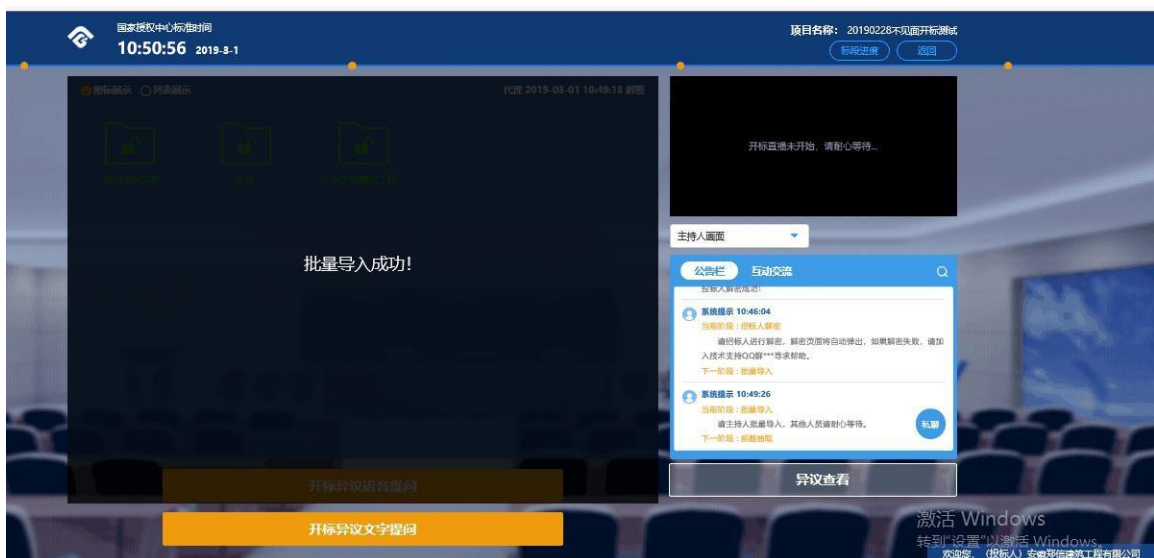 国家授权中心标准时间
10:50:56 2019-8-1
项目名称： 20190228不见面开标测试
标段进度
返回
图标展示 列表展示
代理 2019-08-01 10:49:18 解密
开标直播未开始，请耐心等待...
主持人画面
批量导入成功！
公告栏 互动交流
投标人解密成功！
系统提示 10:46:04
当前阶段：招标人解密
请招标人进行解密，解密页面将自动弹出，如果解密失败，请加
入技术支持QQ群***寻求帮助。
下一阶段：批量导入
系统提示 10:49:26
当前阶段：批量导入
请主持人批量导入，其他人员请耐心等待。
下一阶段：系数抽取
私聊
开标异议语音提问
异议查看
开标异议文字提问
激活 Windows
转到"设置"以激活 Windows。
欢迎您、（投标人）安徽郑信建筑工程有限公司